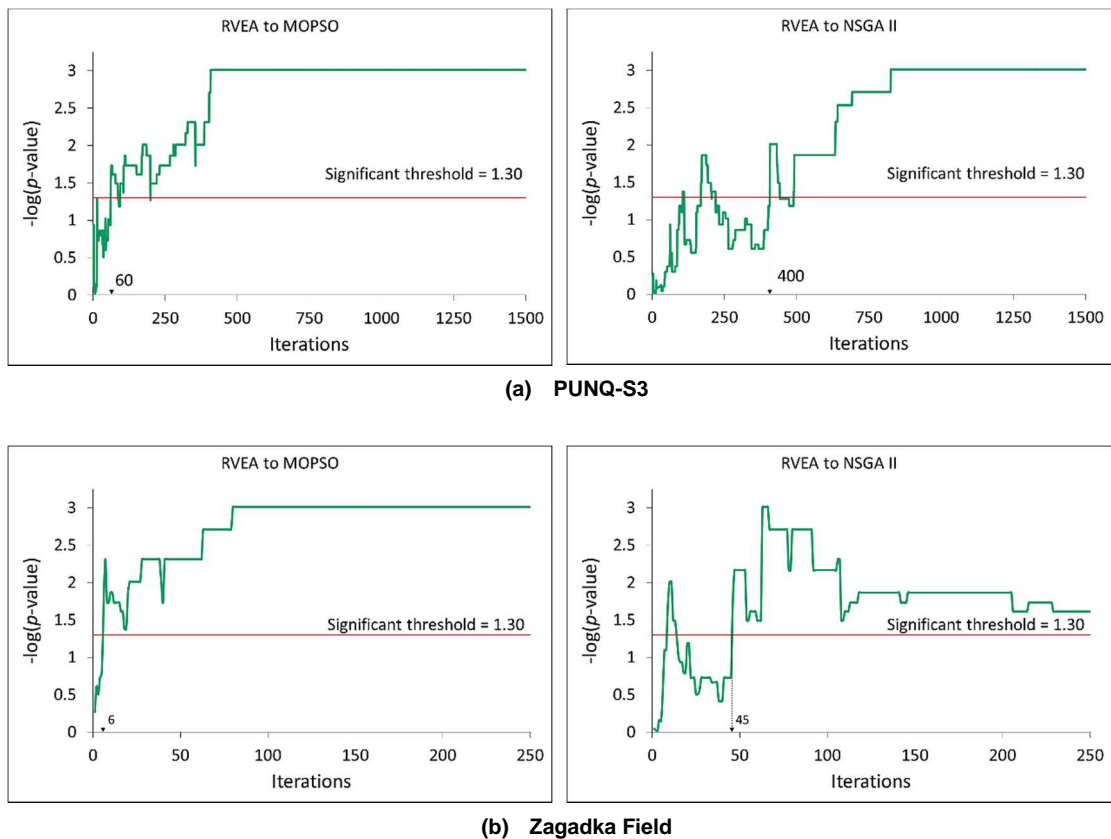 RVEA to MOPSO
3
2.5
2
1.5
1
0.5
0
-log(p-value)
Significant threshold = 1.30
60
0 250 500 750 1000 1250 1500
Iterations
RVEA to NSGA II
3
2.5
2
1.5
1
0.5
0
-log(p-value)
Significant threshold = 1.30
400
0 250 500 750 1000 1250 1500
Iterations
(a) PUNQ-S3
RVEA to MOPSO
3
2.5
2
1.5
1
0.5
0
-log(p-value)
Significant threshold = 1.30
6
0 50 100 150 200 250
Iterations
RVEA to NSGA II
3
2.5
2
1.5
1
0.5
0
-log(p-value)
Significant threshold = 1.30
45
0 50 100 150 200 250
Iterations
(b) Zagadka Field